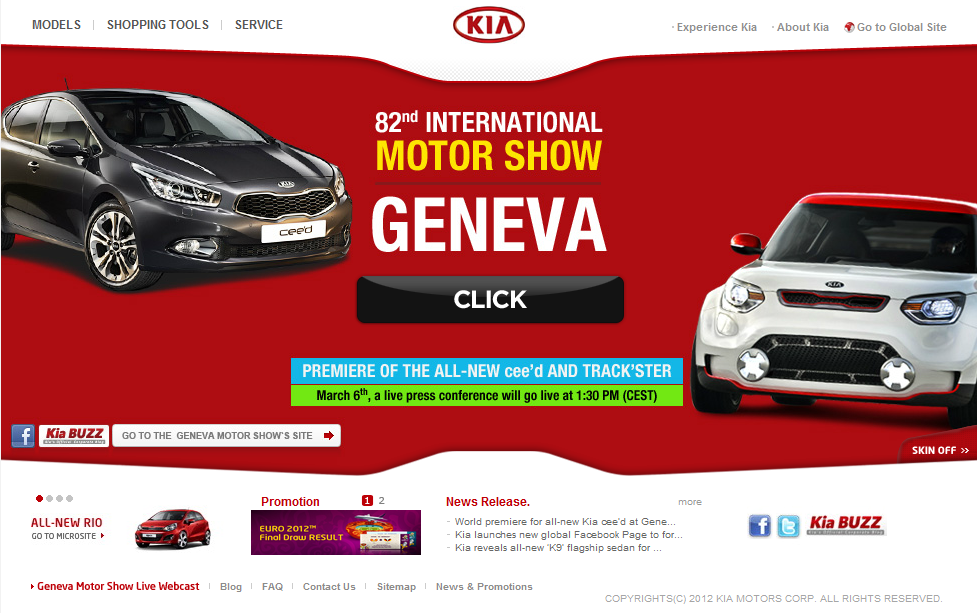 MODELS
SHOPPING TOOLS
SERVICE
KIA
· Experience Kia
· About Kia
Go to Global Site
82nd INTERNATIONAL
MOTOR SHOW
GENEVA
CLICK
KIA
cee'd
KIA
PREMIERE OF THE ALL-NEW cee'd AND TRACK'STER
March 6th, a live press conference will go live at 1:30 PM (CEST)
f
Kia BUZZ
GO TO THE GENEVA MOTOR SHOW'S SITE
SKIN OFF >>
ALL-NEW RIO
GO TO MICROSITE
Promotion
1 2
EURO 2012™
Final Draw RESULT
News Release.
more
- World premiere for all-new Kia cee'd at Gene...
- Kia launches new global Facebook Page to for...
- Kia reveals all-new 'K9' flagship sedan for ...
f
t
Kia BUZZ
Geneva Motor Show Live Webcast
Blog
FAQ
Contact Us
Sitemap
News & Promotions
COPYRIGHTS(C) 2012 KIA MOTORS CORP. ALL RIGHTS RESERVED.